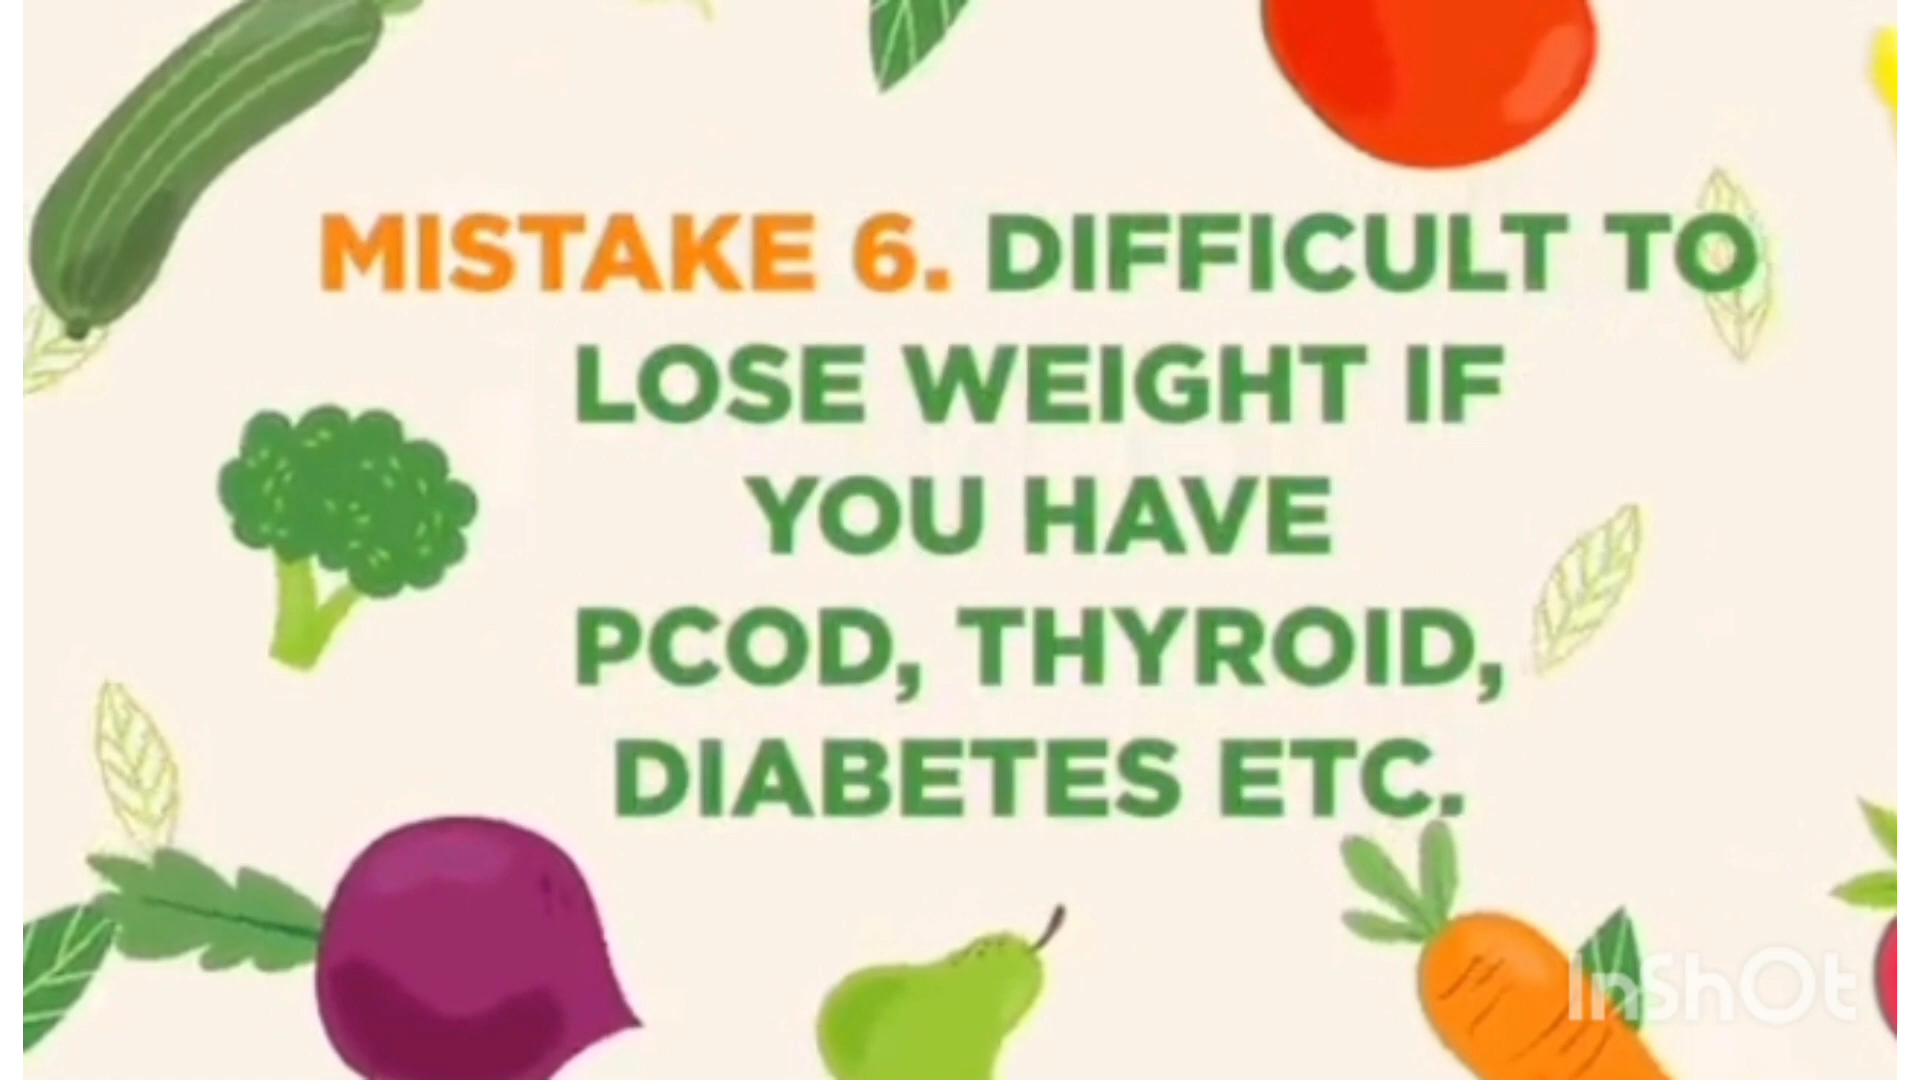 MISTAKE 6. DIFFICULT TO
LOSE WEIGHT IF
YOU HAVE
PCOD, THYROID,
DIABETES ETC.
InShOt